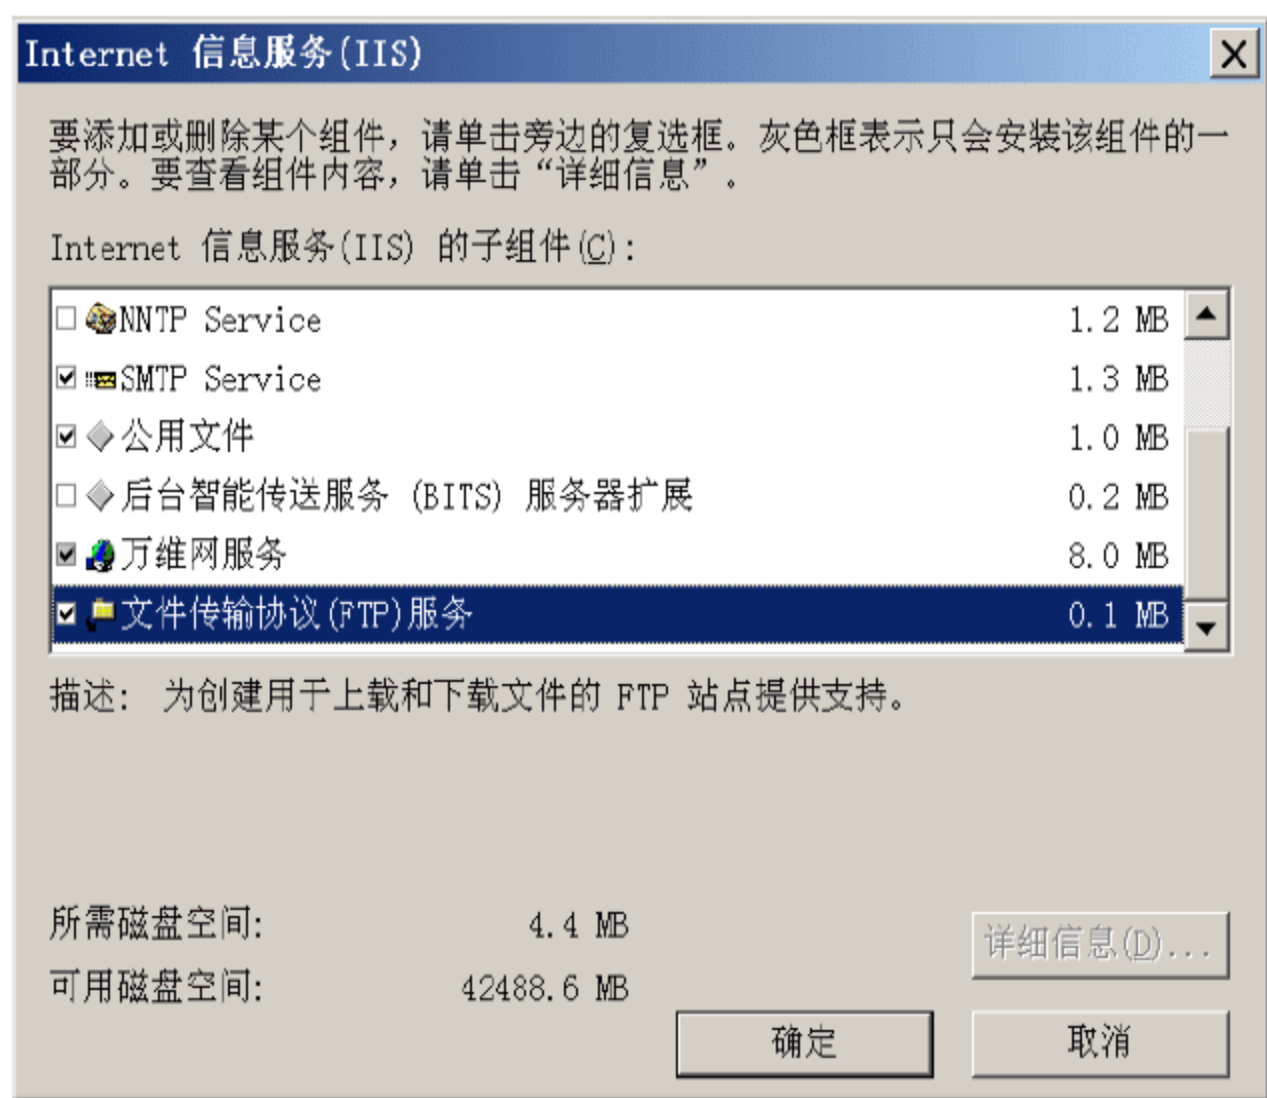 Internet 信息服务(IIS)
要添加或删除某个组件，请单击旁边的复选框。灰色框表示只会安装该组件的一
部分。要查看组件内容，请单击“详细信息”。
Internet 信息服务(IIS) 的子组件(C):
NNTP Service 1.2 MB
SMTP Service 1.3 MB
公用文件 1.0 MB
后台智能传送服务 (BITS) 服务器扩展 0.2 MB
万维网服务 8.0 MB
文件传输协议(FTP)服务 0.1 MB
描述: 为创建用于上载和下载文件的 FTP 站点提供支持。
所需磁盘空间: 4.4 MB
详细信息(D)...
可用磁盘空间: 42488.6 MB
确定 取消